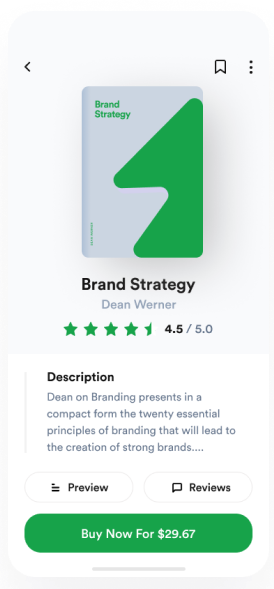 Brand
Strategy
Brand Strategy
Dean Werner
4.5 / 5.0
Description
Dean on Branding presents in a
compact form the twenty essential
principles of branding that will lead to
the creation of strong brands....
Preview
Reviews
Buy Now For $29.67